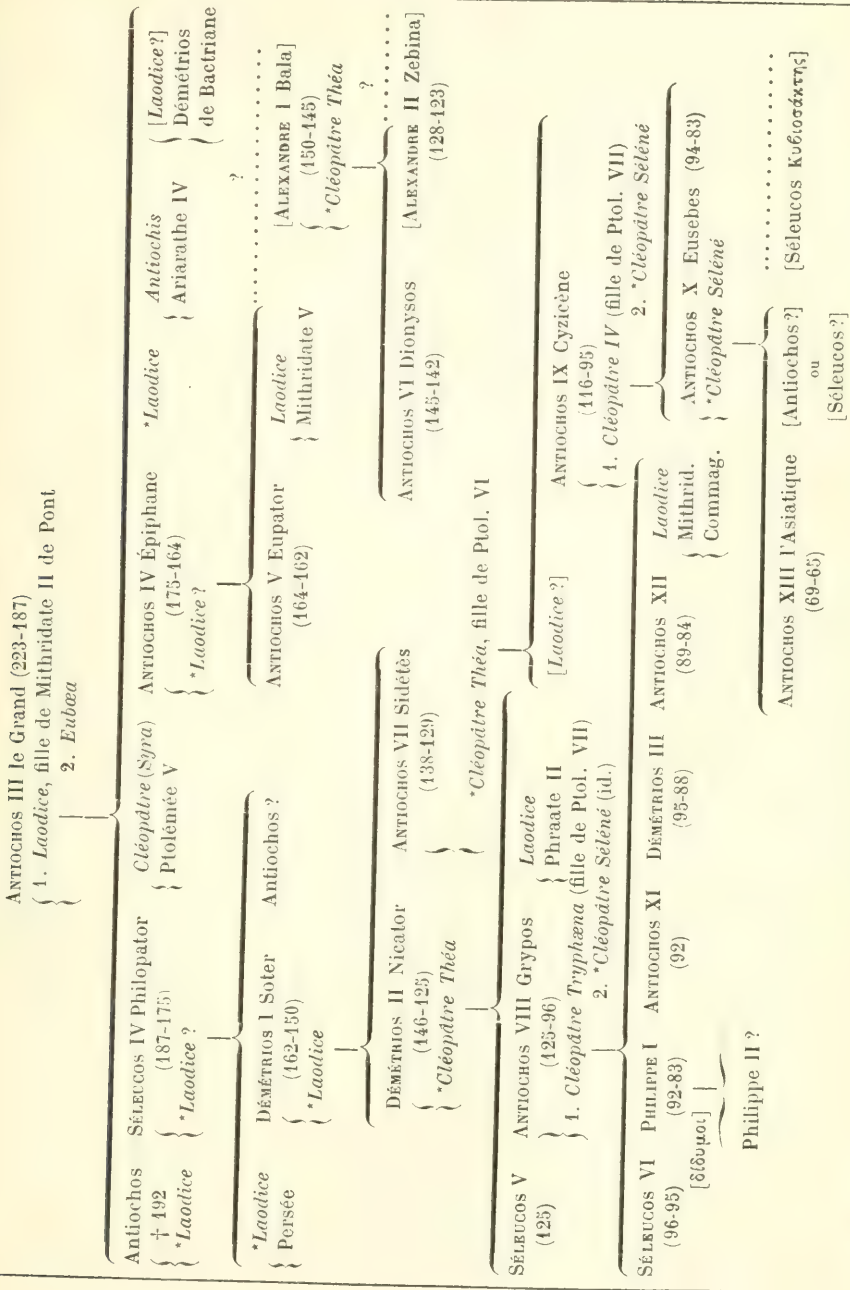 ANTIOCHOS III le Grand (223-187)
1. Laodice, fille de Mithridate II de Pont
2. Eubœa
Antiochos
† 192
*Laodice
SÉLEUCOS IV Philopator
(187-175)
*Laodice ?
Cléopâtre (Syra)
Ptolémée V
ANTIOCHOS IV Épiphane
(175-164)
*Laodice ?
*Laodice
Antiochis
Ariarathe IV
[Laodice?]
Démétrios
de Bactriane
*Laodice
Persée
DÉMÉTRIOS I Soter
(162-150)
*Laodice
Antiochos ?
ANTIOCHOS V Eupator
(164-162)
Laodice
Mithridate V
?
[ALEXANDRE I Bala]
(150-145)
*Cléopâtre Théa
DÉMÉTRIOS II Nicator
(146-125)
*Cléopâtre Théa
ANTIOCHOS VII Sidétès
(138-129)
*Cléopâtre Théa, fille de Ptol. VI
ANTIOCHOS VI Dionysos
(145-142)
?
[ALEXANDRE II Zebina]
(128-123)
SÉLEUCOS V
(125)
ANTIOCHOS VIII Grypos
(125-96)
1. Cléopâtre Tryphæna (fille de Ptol. VII)
2. *Cléopâtre Séléné (id.)
Laodice
Phraate II
[Laodice ?]
ANTIOCHOS IX Cyzicène
(116-95)
1. Cléopâtre IV (fille de Ptol. VII)
2. *Cléopâtre Séléné
SÉLEUCOS VI
(96-95)
PHILIPPE I
(92-83)
ANTIOCHOS XI
(92)
DÉMÉTRIOS III
(95-88)
ANTIOCHOS XII
(89-84)
Laodice
Mithrid.
Commag.
ANTIOCHOS X Eusebes (94-83)
*Cléopâtre Séléné
[δίδυμοι]
Philippe II ?
ANTIOCHOS XIII l'Asiatique
(69-65)
[Antiochos ?]
ou
[Séleucos ?]
[Séleucos Κυβιοσάκτης]